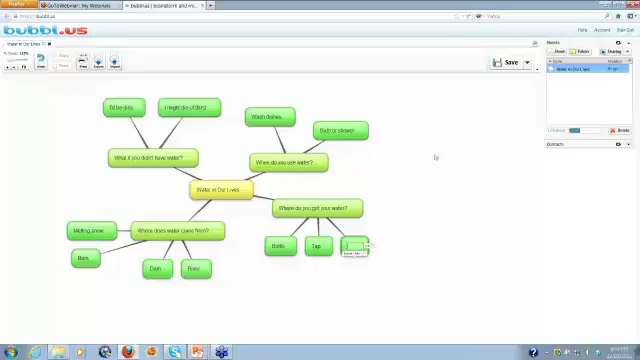 Firefox
GoToWebinar : My Webinars
bubbl.us | brainstorm and mi...
bubbl.us
Yahoo
bubbl.us
Help
Account
Sign Out
Water in Our Lives
Save
Sheets
Sheet
Folder
Sharing
Water in Our Lives
Delete
Contacts
I'd be dirty
I might die of thirst
Wash dishes,
Bath or shower
What if you didn't have water?
When do you use water?
Water in Our Lives
Where do you get your water?
Melting snow
Where does water come from?
Bottle
Tap
Rain
Dam
River